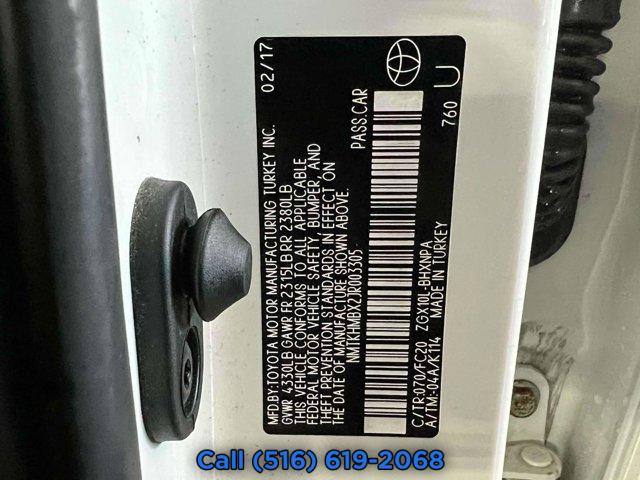 MFD.BY:TOYOTA MOTOR MANUFACTURING TURKEY INC. 02/17
GVWR 4330LB GAWR FR 2315LB RR 2380LB
THIS VEHICLE CONFORMS TO ALL APPLICABLE
FEDERAL MOTOR VEHICLE SAFETY, BUMPER, AND
THEFT PREVENTION STANDARDS IN EFFECT ON
THE DATE OF MANUFACTURE SHOWN ABOVE.
NMTKHMBX2JR003305 PASS.CAR
C/TR:070/FC20 ZGX10L-BHXNPA
A/TM:-04A/K114 MADE IN TURKEY 760 U
Call (516) 619-2068